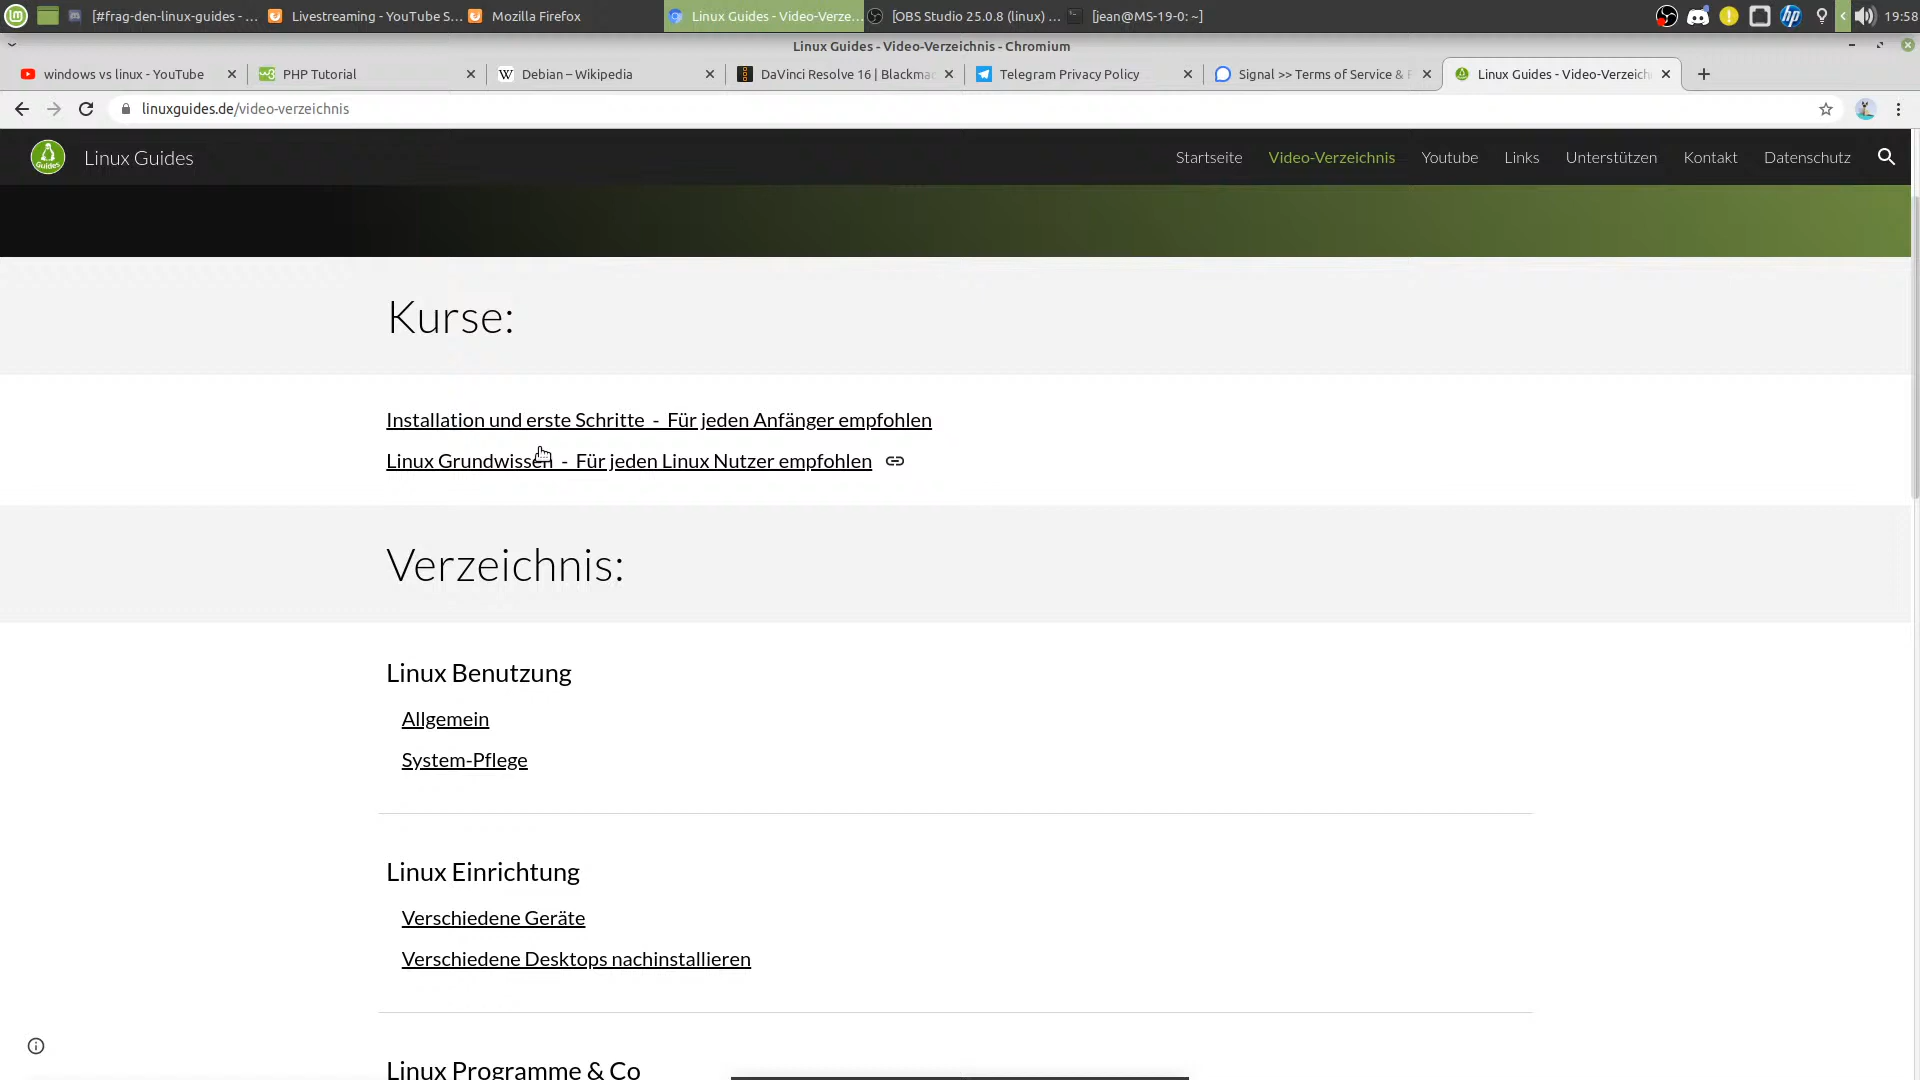 [#frag-den-linux-guides - ... Livestreaming - YouTube S... Mozilla Firefox Linux Guides - Video-Verze... [OBS Studio 25.0.8 (linux) ... [jean@MS-19-0: ~] 19:58
Linux Guides - Video-Verzeichnis - Chromium
windows vs linux - YouTube PHP Tutorial Debian – Wikipedia DaVinci Resolve 16 | Blackmac Telegram Privacy Policy Signal >> Terms of Service & P Linux Guides - Video-Verzeich
linuxguides.de/video-verzeichnis
Linux Guides Startseite Video-Verzeichnis Youtube Links Unterstützen Kontakt Datenschutz
Kurse:
Installation und erste Schritte - Für jeden Anfänger empfohlen
Linux Grundwissen - Für jeden Linux Nutzer empfohlen
Verzeichnis:
Linux Benutzung
Allgemein
System-Pflege
Linux Einrichtung
Verschiedene Geräte
Verschiedene Desktops nachinstallieren
Linux Programme & Co